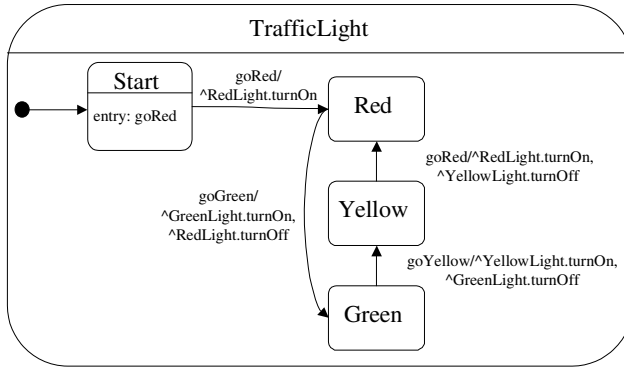 TrafficLight
Start
entry: goRed
goRed/
^RedLight.turnOn
Red
goRed/^RedLight.turnOn,
^YellowLight.turnOff
goGreen/
^GreenLight.turnOn,
^RedLight.turnOff
Yellow
goYellow/^YellowLight.turnOn,
^GreenLight.turnOff
Green